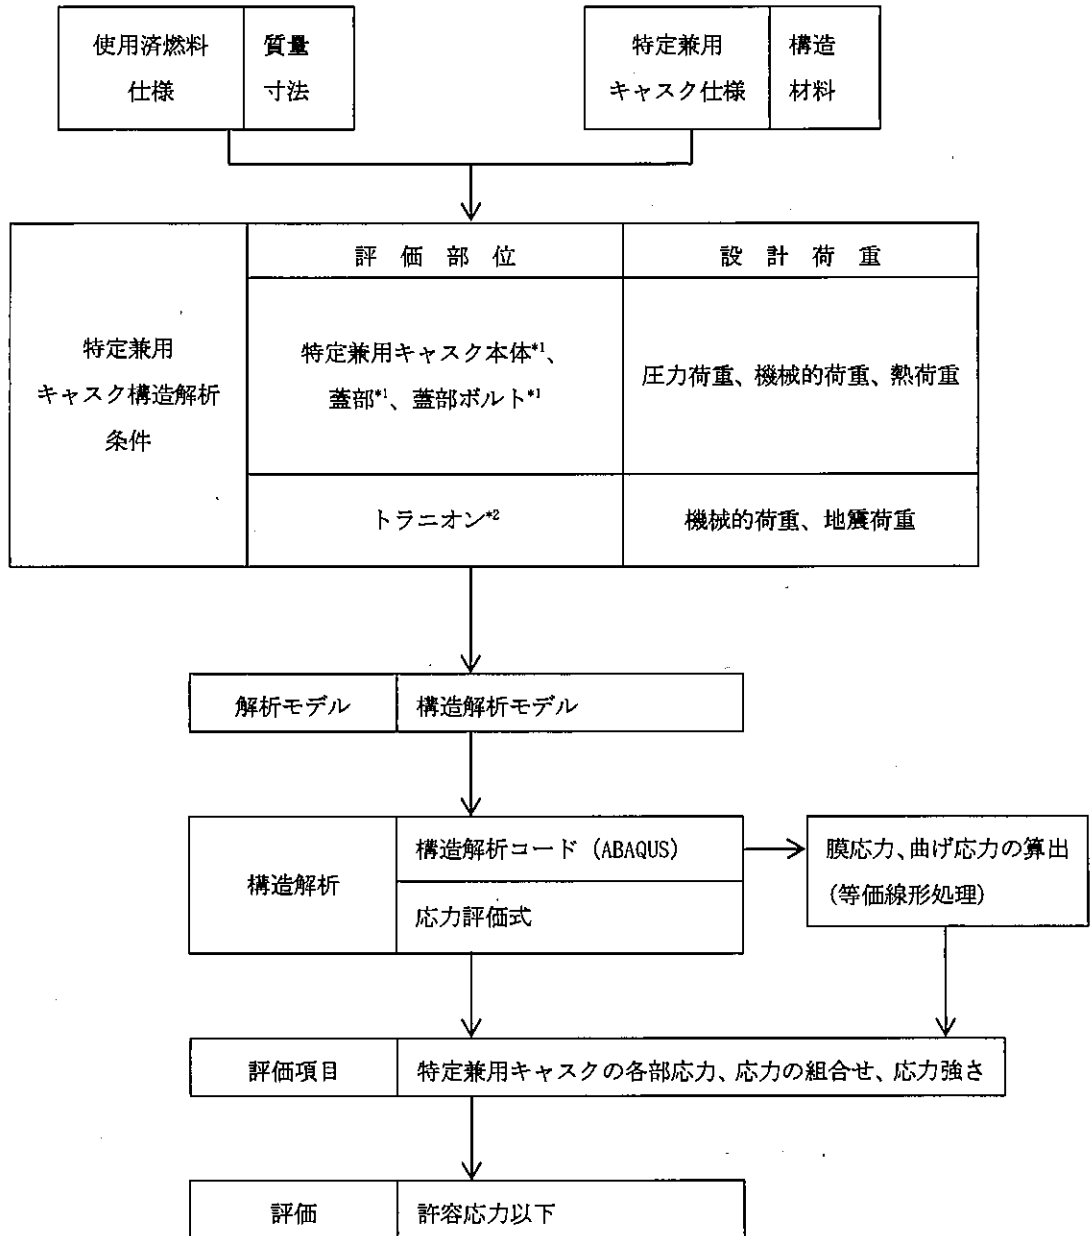 使用済燃料
仕様
質量
寸法
特定兼用
キャスク仕様
構造
材料
特定兼用
キャスク構造解析
条件
評価部位
設計荷重
特定兼用キャスク本体*1、
蓋部*1、蓋部ボルト*1
圧力荷重、機械的荷重、熱荷重
トラニオン*2
機械的荷重、地震荷重
解析モデル
構造解析モデル
構造解析
構造解析コード (ABAQUS)
応力評価式
膜応力、曲げ応力の算出
(等価線形処理)
評価項目
特定兼用キャスクの各部応力、応力の組合せ、応力強さ
評価
許容応力以下